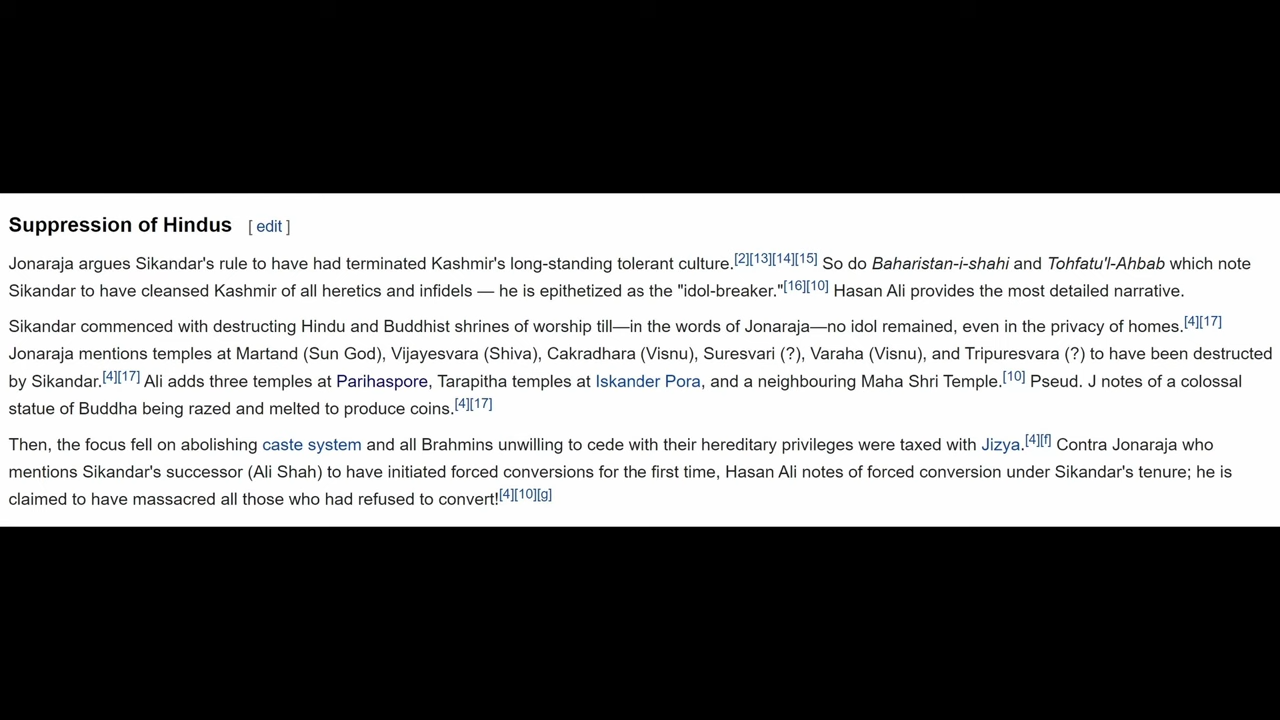 Suppression of Hindus [ edit ]
Jonaraja argues Sikandar's rule to have had terminated Kashmir's long-standing tolerant culture.[2][13][14][15] So do Baharistan-i-shahi and Tohfatu'l-Ahbab which note
Sikandar to have cleansed Kashmir of all heretics and infidels — he is epithetized as the "idol-breaker."[16][10] Hasan Ali provides the most detailed narrative.
Sikandar commenced with destructing Hindu and Buddhist shrines of worship till—in the words of Jonaraja—no idol remained, even in the privacy of homes.[4][17]
Jonaraja mentions temples at Martand (Sun God), Vijayesvara (Shiva), Cakradhara (Visnu), Suresvari (?), Varaha (Visnu), and Tripuresvara (?) to have been destructed
by Sikandar.[4][17] Ali adds three temples at Parihaspore, Tarapitha temples at Iskander Pora, and a neighbouring Maha Shri Temple.[10] Pseud. J notes of a colossal
statue of Buddha being razed and melted to produce coins.[4][17]
Then, the focus fell on abolishing caste system and all Brahmins unwilling to cede with their hereditary privileges were taxed with Jizya.[4][f] Contra Jonaraja who
mentions Sikandar's successor (Ali Shah) to have initiated forced conversions for the first time, Hasan Ali notes of forced conversion under Sikandar's tenure; he is
claimed to have massacred all those who had refused to convert![4][10][g]